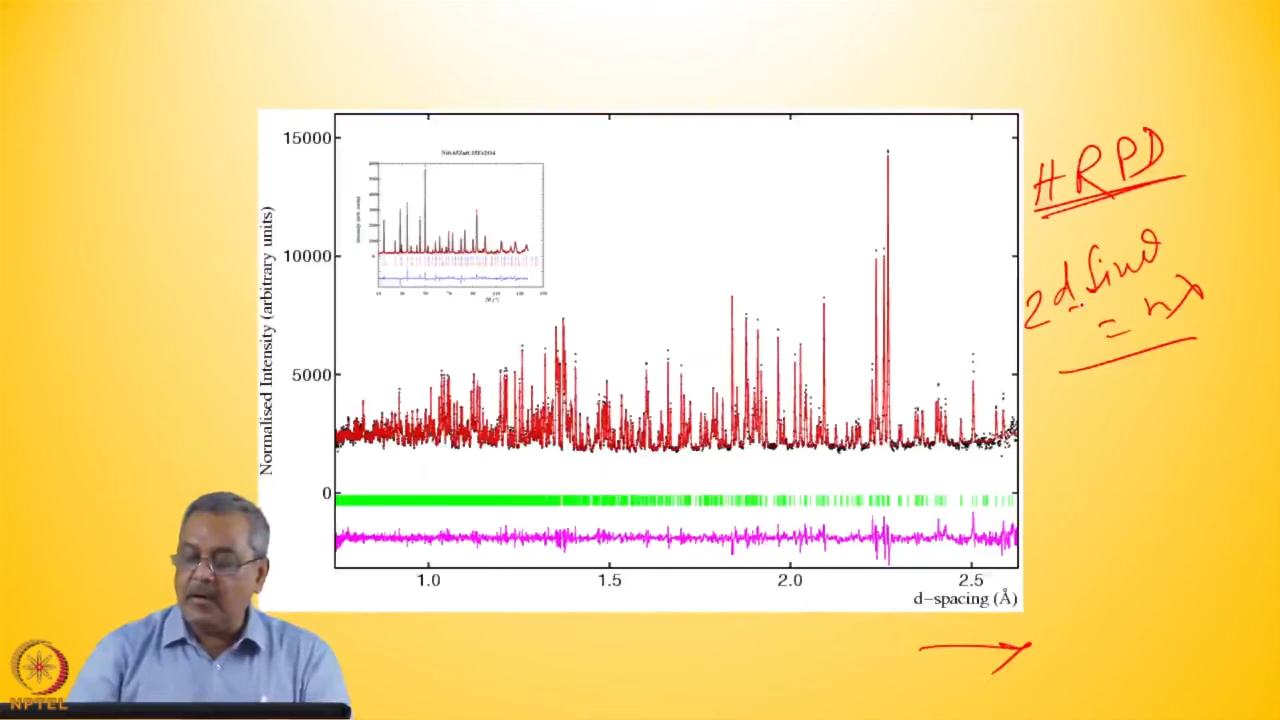 15000
10000
5000
0
Normalised Intensity (arbitrary units)
1.0 1.5 2.0 2.5
d-spacing (Å)
HRPD
2d Sinθ
= nλ
NPTEL